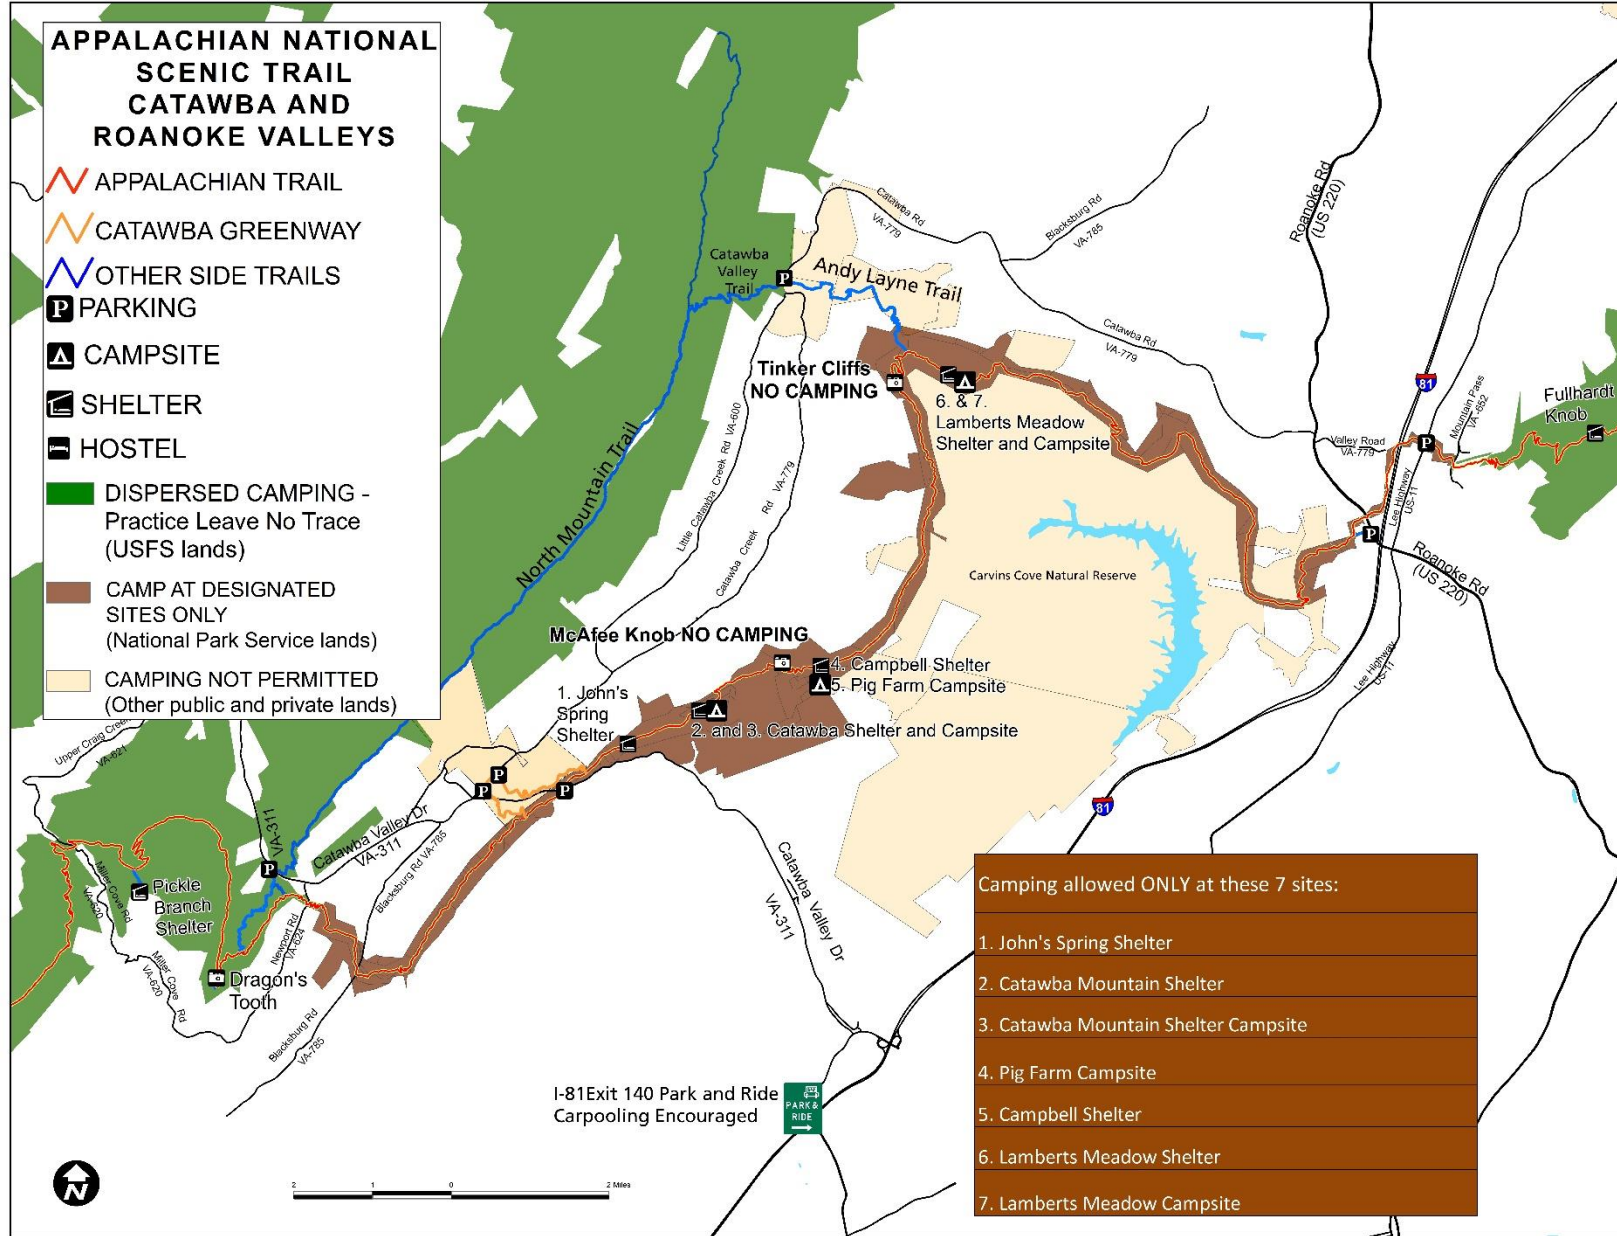 APPALACHIAN NATIONAL
SCENIC TRAIL
CATAWBA AND
ROANOKE VALLEYS
APPALACHIAN TRAIL
CATAWBA GREENWAY
OTHER SIDE TRAILS
P PARKING
CAMPSITE
SHELTER
HOSTEL
DISPERSED CAMPING -
Practice Leave No Trace
(USFS lands)
CAMP AT DESIGNATED
SITES ONLY
(National Park Service lands)
CAMPING NOT PERMITTED
(Other public and private lands)
Catawba Rd
VA-779
Blacksburg Rd
VA-785
Roanoke Rd
(US 220)
Catawba
Valley
Trail
P
Andy Layne Trail
Catawba Rd
VA-779
81
Tinker Cliffs
NO CAMPING
6. & 7.
Lamberts Meadow
Shelter and Campsite
Mountain Pass
VA-652
Fullhardt
Knob
Valley Road
VA-779
P
Lee Highway
US-11
P
Roanoke Rd
(US 220)
North Mountain Trail
Little Catawba Creek Rd VA-600
Catawba Creek Rd VA-779
Carvins Cove Natural Reserve
McAfee Knob NO CAMPING
4. Campbell Shelter
5. Pig Farm Campsite
1. John's
Spring
Shelter
2. and 3. Catawba Shelter and Campsite
Lee Highway
US-11
81
Upper Craig Creek
VA-621
P
P
P
VA-311
Catawba Valley Dr
VA-311
Blacksburg Rd VA-785
P
Miller Cove Rd
VA-620
Pickle
Branch
Shelter
Newport Rd
VA-624
Miller Cove Rd
VA-620
Dragon's
Tooth
Blacksburg Rd
VA-785
Catawba Valley Dr
VA-311
I-81Exit 140 Park and Ride
Carpooling Encouraged
PARK &
RIDE
N
2 1 0 2 Miles
Camping allowed ONLY at these 7 sites:
1. John's Spring Shelter
2. Catawba Mountain Shelter
3. Catawba Mountain Shelter Campsite
4. Pig Farm Campsite
5. Campbell Shelter
6. Lamberts Meadow Shelter
7. Lamberts Meadow Campsite